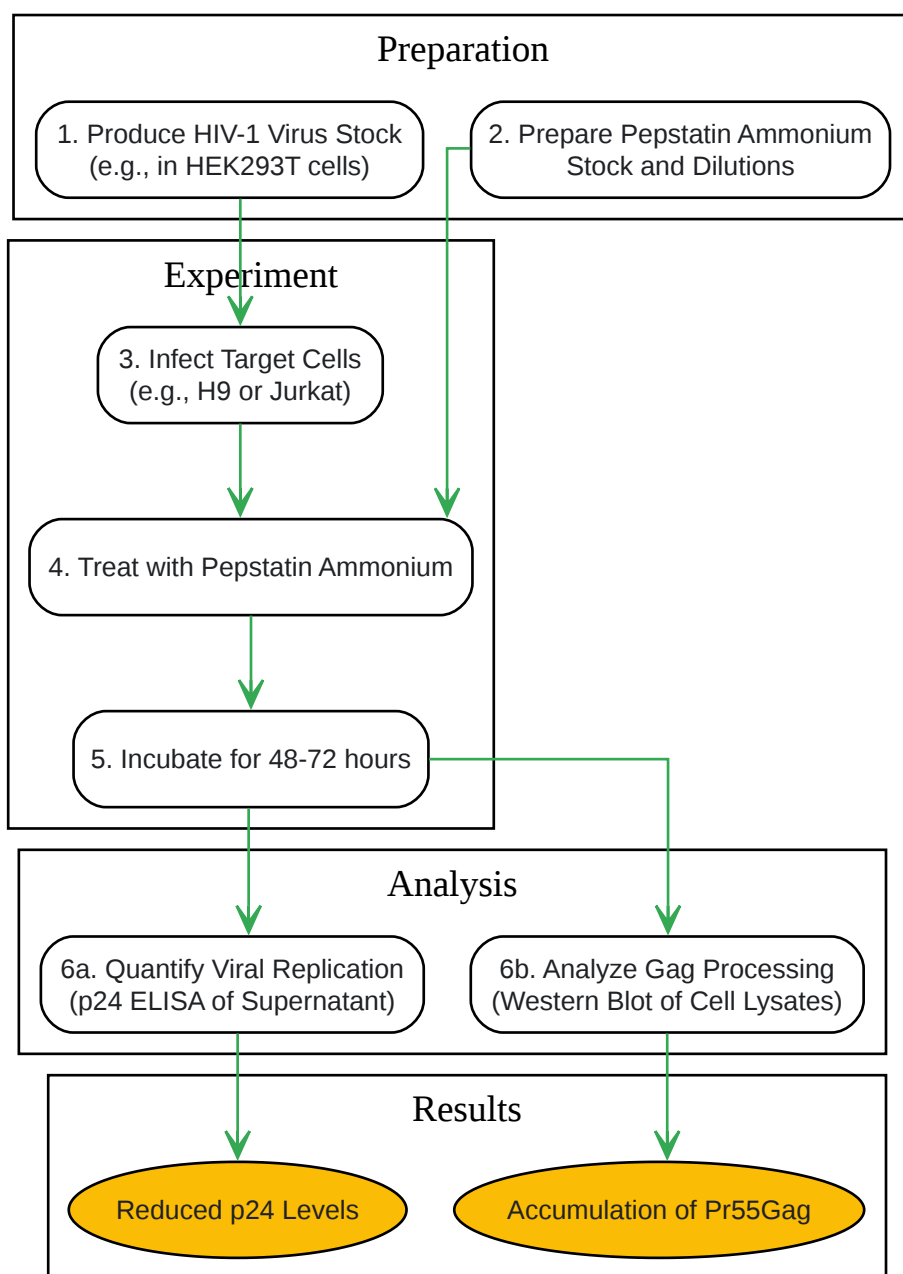 Preparation
1. Produce HIV-1 Virus Stock
(e.g., in HEK293T cells)
2. Prepare Pepstatin Ammonium
Stock and Dilutions
Experiment
3. Infect Target Cells
(e.g., H9 or Jurkat)
4. Treat with Pepstatin Ammonium
5. Incubate for 48-72 hours
Analysis
6a. Quantify Viral Replication
(p24 ELISA of Supernatant)
6b. Analyze Gag Processing
(Western Blot of Cell Lysates)
Results
Reduced p24 Levels
Accumulation of Pr55Gag